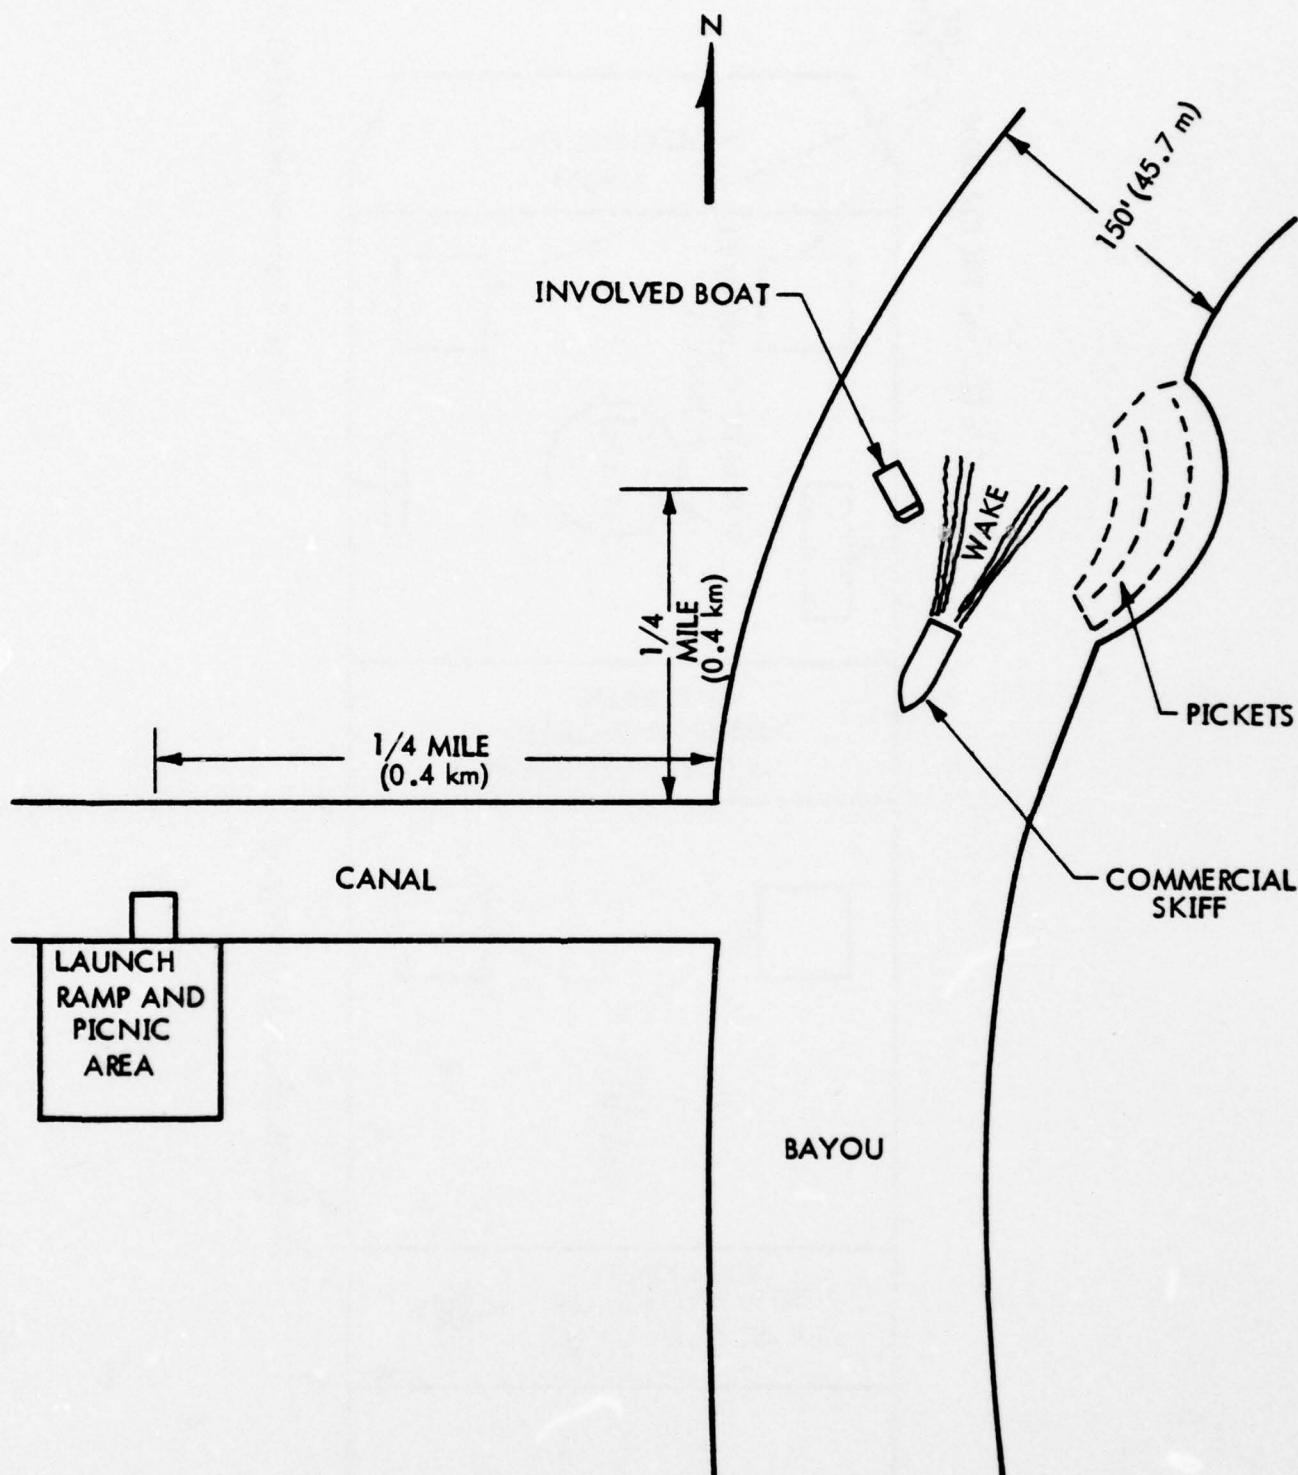 N
150' (45.7 m)
INVOLVED BOAT
WAKE
1/4
MILE
(0.4 km)
PICKETS
1/4 MILE
(0.4 km)
CANAL
COMMERCIAL
SKIFF
LAUNCH
RAMP AND
PICNIC
AREA
BAYOU